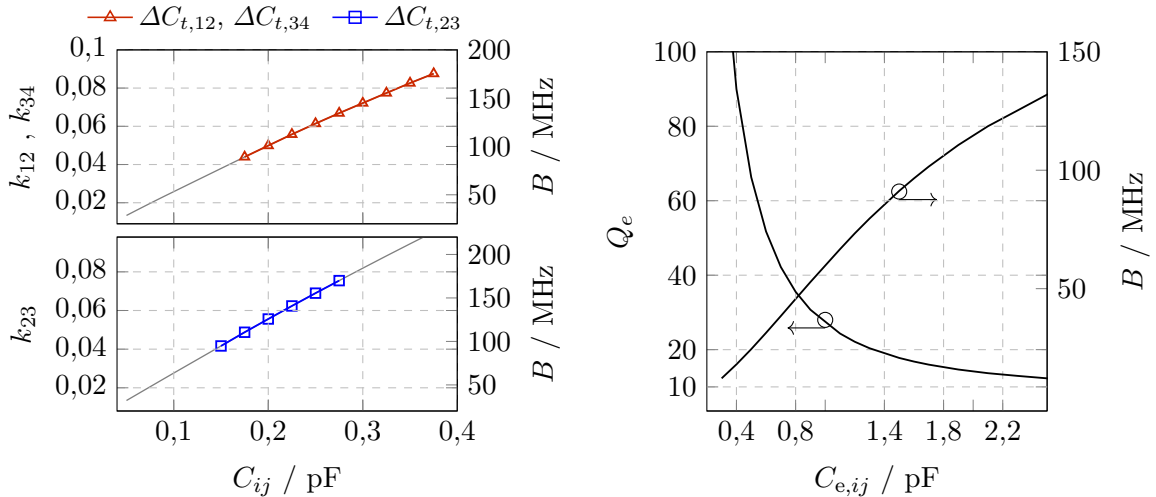 ΔC_{t,12}, ΔC_{t,34} ΔC_{t,23}
k_{12} , k_{34}
0,1
0,08
0,06
0,04
0,02
200
150
100
50
B / MHz
k_{23}
0,08
0,06
0,04
0,02
200
150
100
50
B / MHz
0,1 0,2 0,3 0,4
C_{ij} / pF
Q_e
100
80
60
40
20
10
150
100
50
B / MHz
0,4 0,8 1,4 1,8 2,2
C_{e,ij} / pF